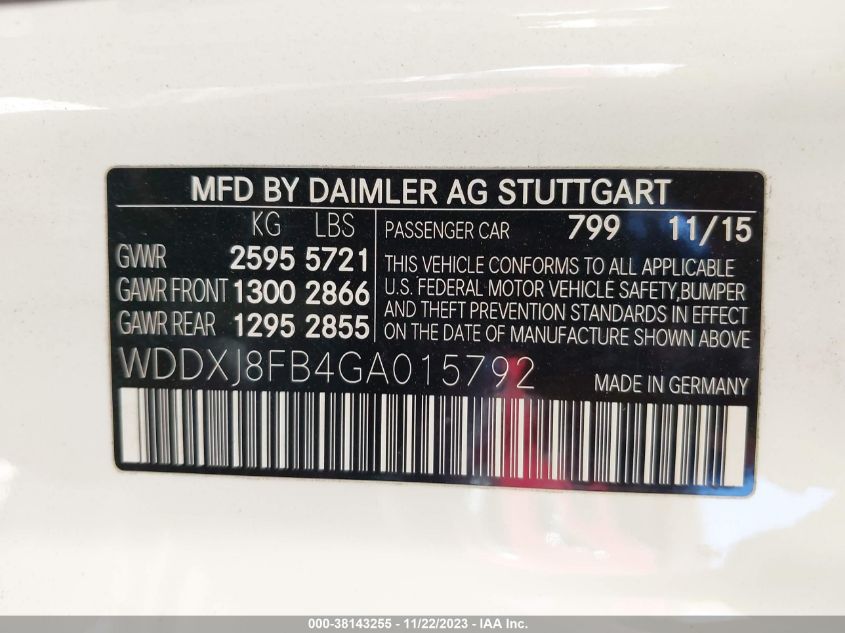 MFD BY DAIMLER AG STUTTGART
KG LBS
GVWR 2595 5721
GAWR FRONT 1300 2866
GAWR REAR 1295 2855
PASSENGER CAR 799 11/15
THIS VEHICLE CONFORMS TO ALL APPLICABLE
U.S. FEDERAL MOTOR VEHICLE SAFETY,BUMPER
AND THEFT PREVENTION STANDARDS IN EFFECT
ON THE DATE OF MANUFACTURE SHOWN ABOVE
WDDXJ8FB4GA015792
MADE IN GERMANY
000-38143255 - 11/22/2023 - IAA Inc.